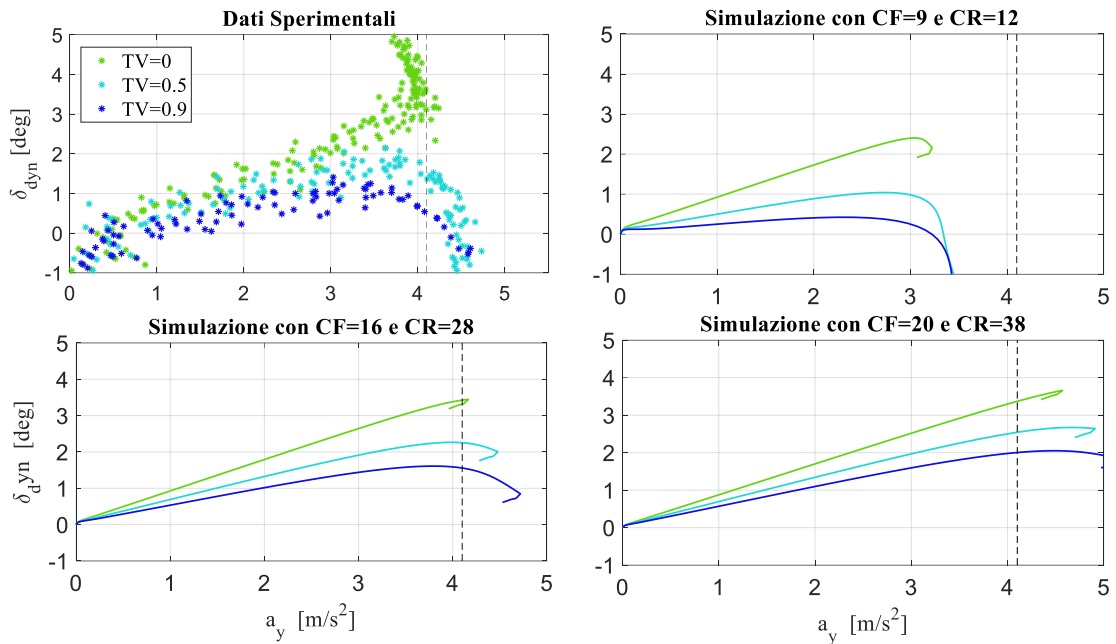 Dati Sperimentali
5
4
3
2
1
0
-1
δdyn [deg]
TV=0
TV=0.5
TV=0.9
0 1 2 3 4 5
Simulazione con CF=9 e CR=12
5
4
3
2
1
0
-1
0 1 2 3 4 5
Simulazione con CF=16 e CR=28
5
4
3
2
1
0
-1
δdyn [deg]
0 1 2 3 4 5
ay [m/s2]
Simulazione con CF=20 e CR=38
5
4
3
2
1
0
-1
0 1 2 3 4 5
ay [m/s2]